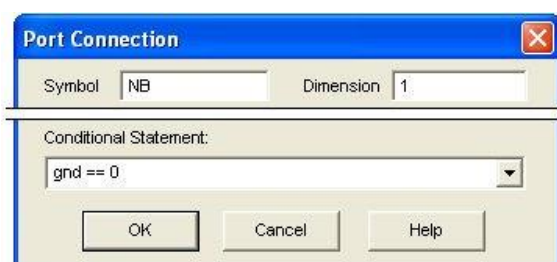 Port Connection
Symbol NB Dimension 1
Conditional Statement:
gnd == 0
OK Cancel Help